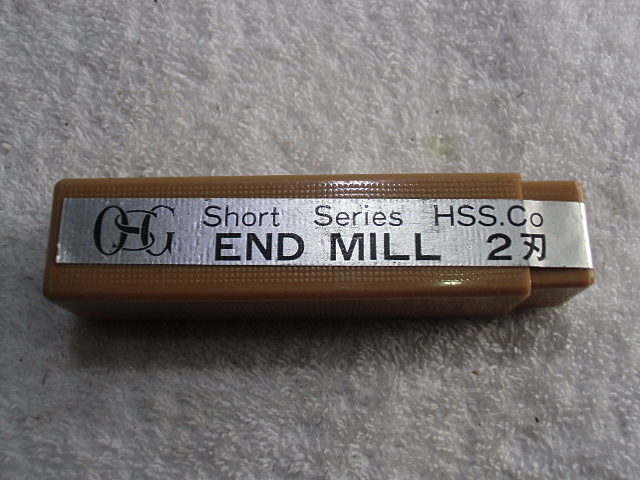 OSG Short Series HSS.Co
END MILL 2刃